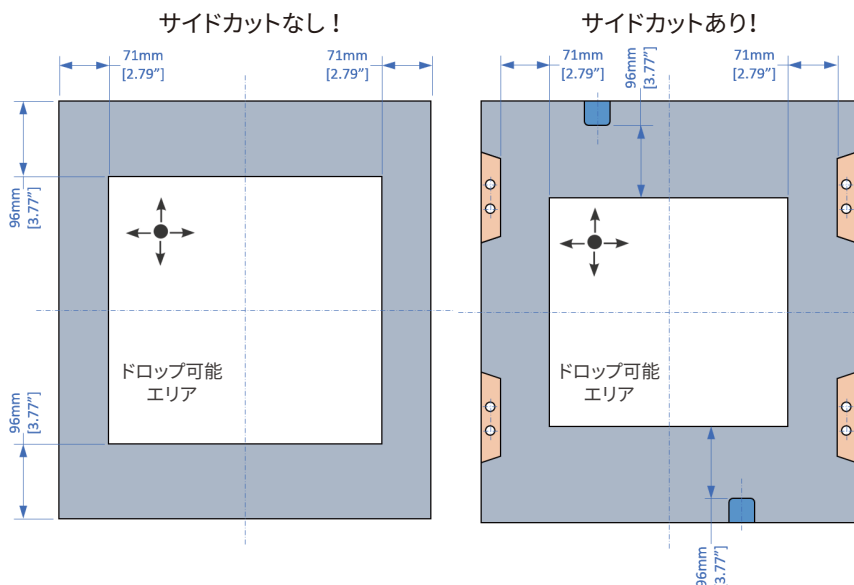 サイドカットなし！
サイドカットあり!
71mm
[2.79”]
71mm
[2.79”]
71mm
[2.79”]
96mm
[3.77”]
71mm
[2.79”]
96mm
[3.77”]
ドロップ可能
エリア
ドロップ可能
エリア
96mm
[3.77”]
96mm
3.77”]